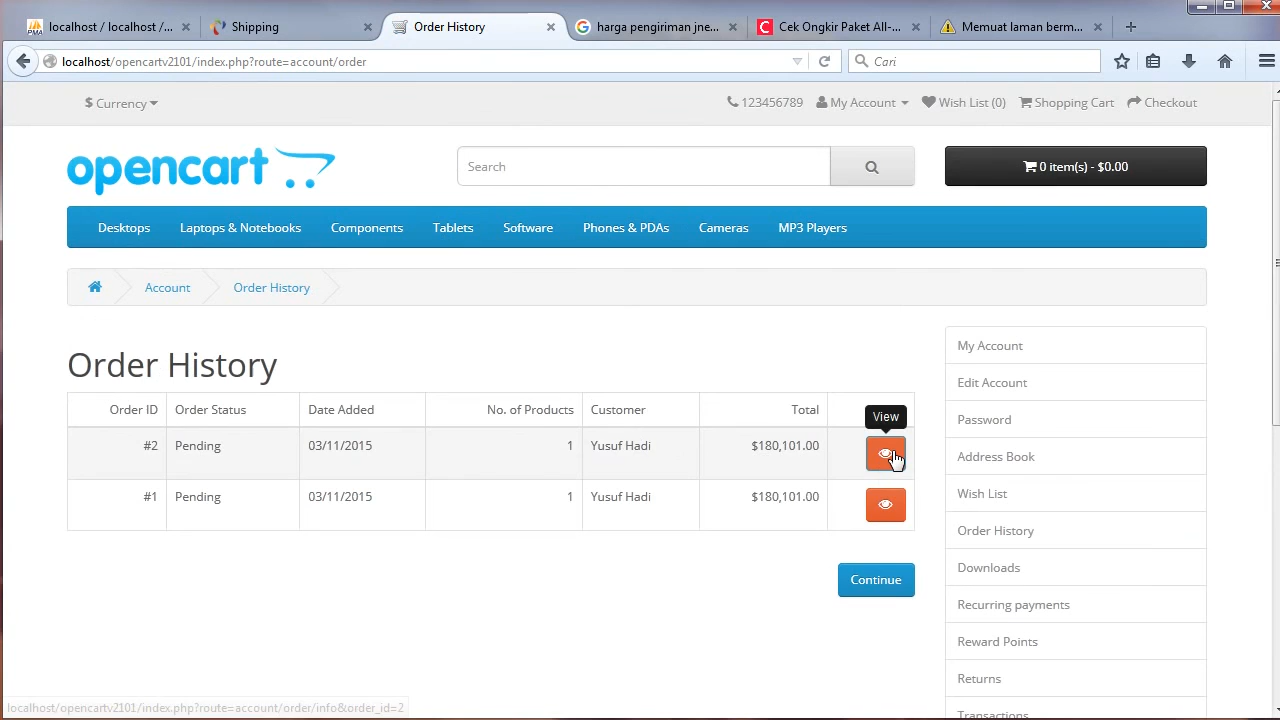 localhost / localhost /...
Shipping
Order History
harga pengiriman jne...
Cek Ongkir Paket All-...
Memuat laman berm...
localhost/opencartv2101/index.php?route=account/order
Cari
$ Currency
123456789
My Account
Wish List (0)
Shopping Cart
Checkout
opencart
Search
0 item(s) - $0.00
Desktops
Laptops & Notebooks
Components
Tablets
Software
Phones & PDAs
Cameras
MP3 Players
Account
Order History
Order History
Order ID Order Status Date Added No. of Products Customer Total
View
#2 Pending 03/11/2015 1 Yusuf Hadi $180,101.00
#1 Pending 03/11/2015 1 Yusuf Hadi $180,101.00
Continue
My Account
Edit Account
Password
Address Book
Wish List
Order History
Downloads
Recurring payments
Reward Points
Returns
Transactions
localhost/opencartv2101/index.php?route=account/order/info&order_id=2